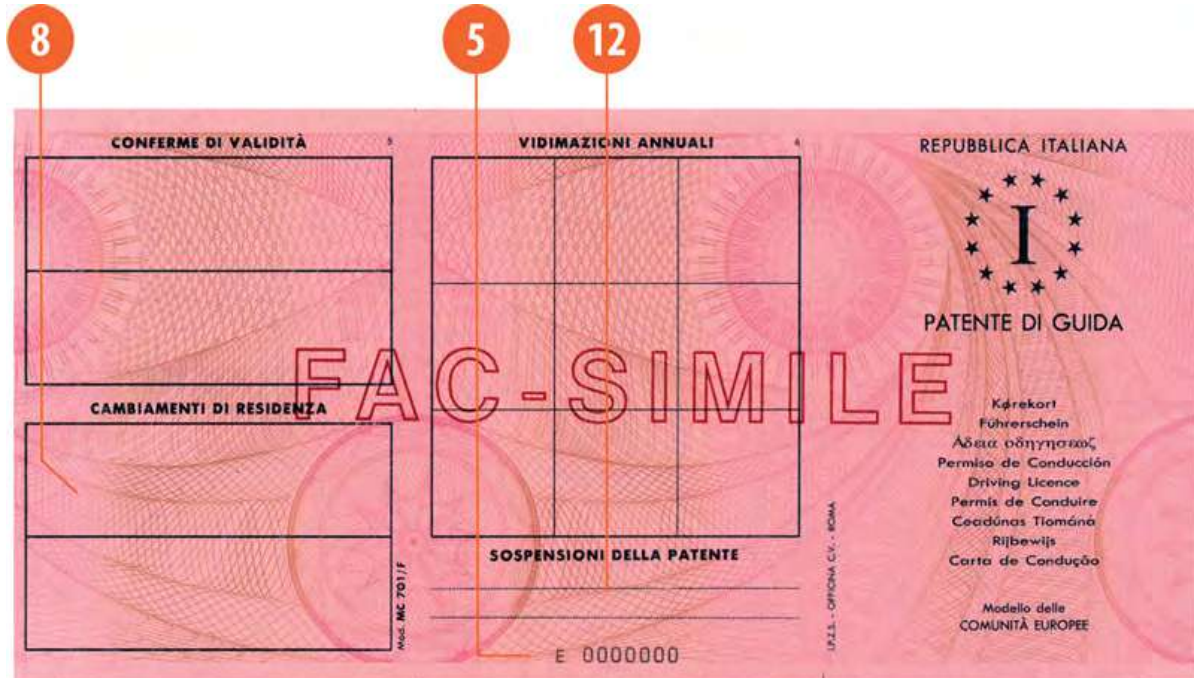 8
5
12
CONFERME DI VALIDITÀ
5
CAMBIAMENTI DI RESIDENZA
Mod. MC 701/F
VIDIMAZIONI ANNUALI
6
SOSPENSIONI DELLA PATENTE
E 0000000
I.P.Z.S. - OFFICINA C.V. - ROMA
FAC-SIMILE
REPUBBLICA ITALIANA
I
PATENTE DI GUIDA
Kørekort
Führerschein
Άδεια οδηγησεως
Permiso de Conducción
Driving Licence
Permis de Conduire
Ceadúnas Tiomána
Rijbewijs
Carta de Condução
Modello delle
COMUNITÀ EUROPEE